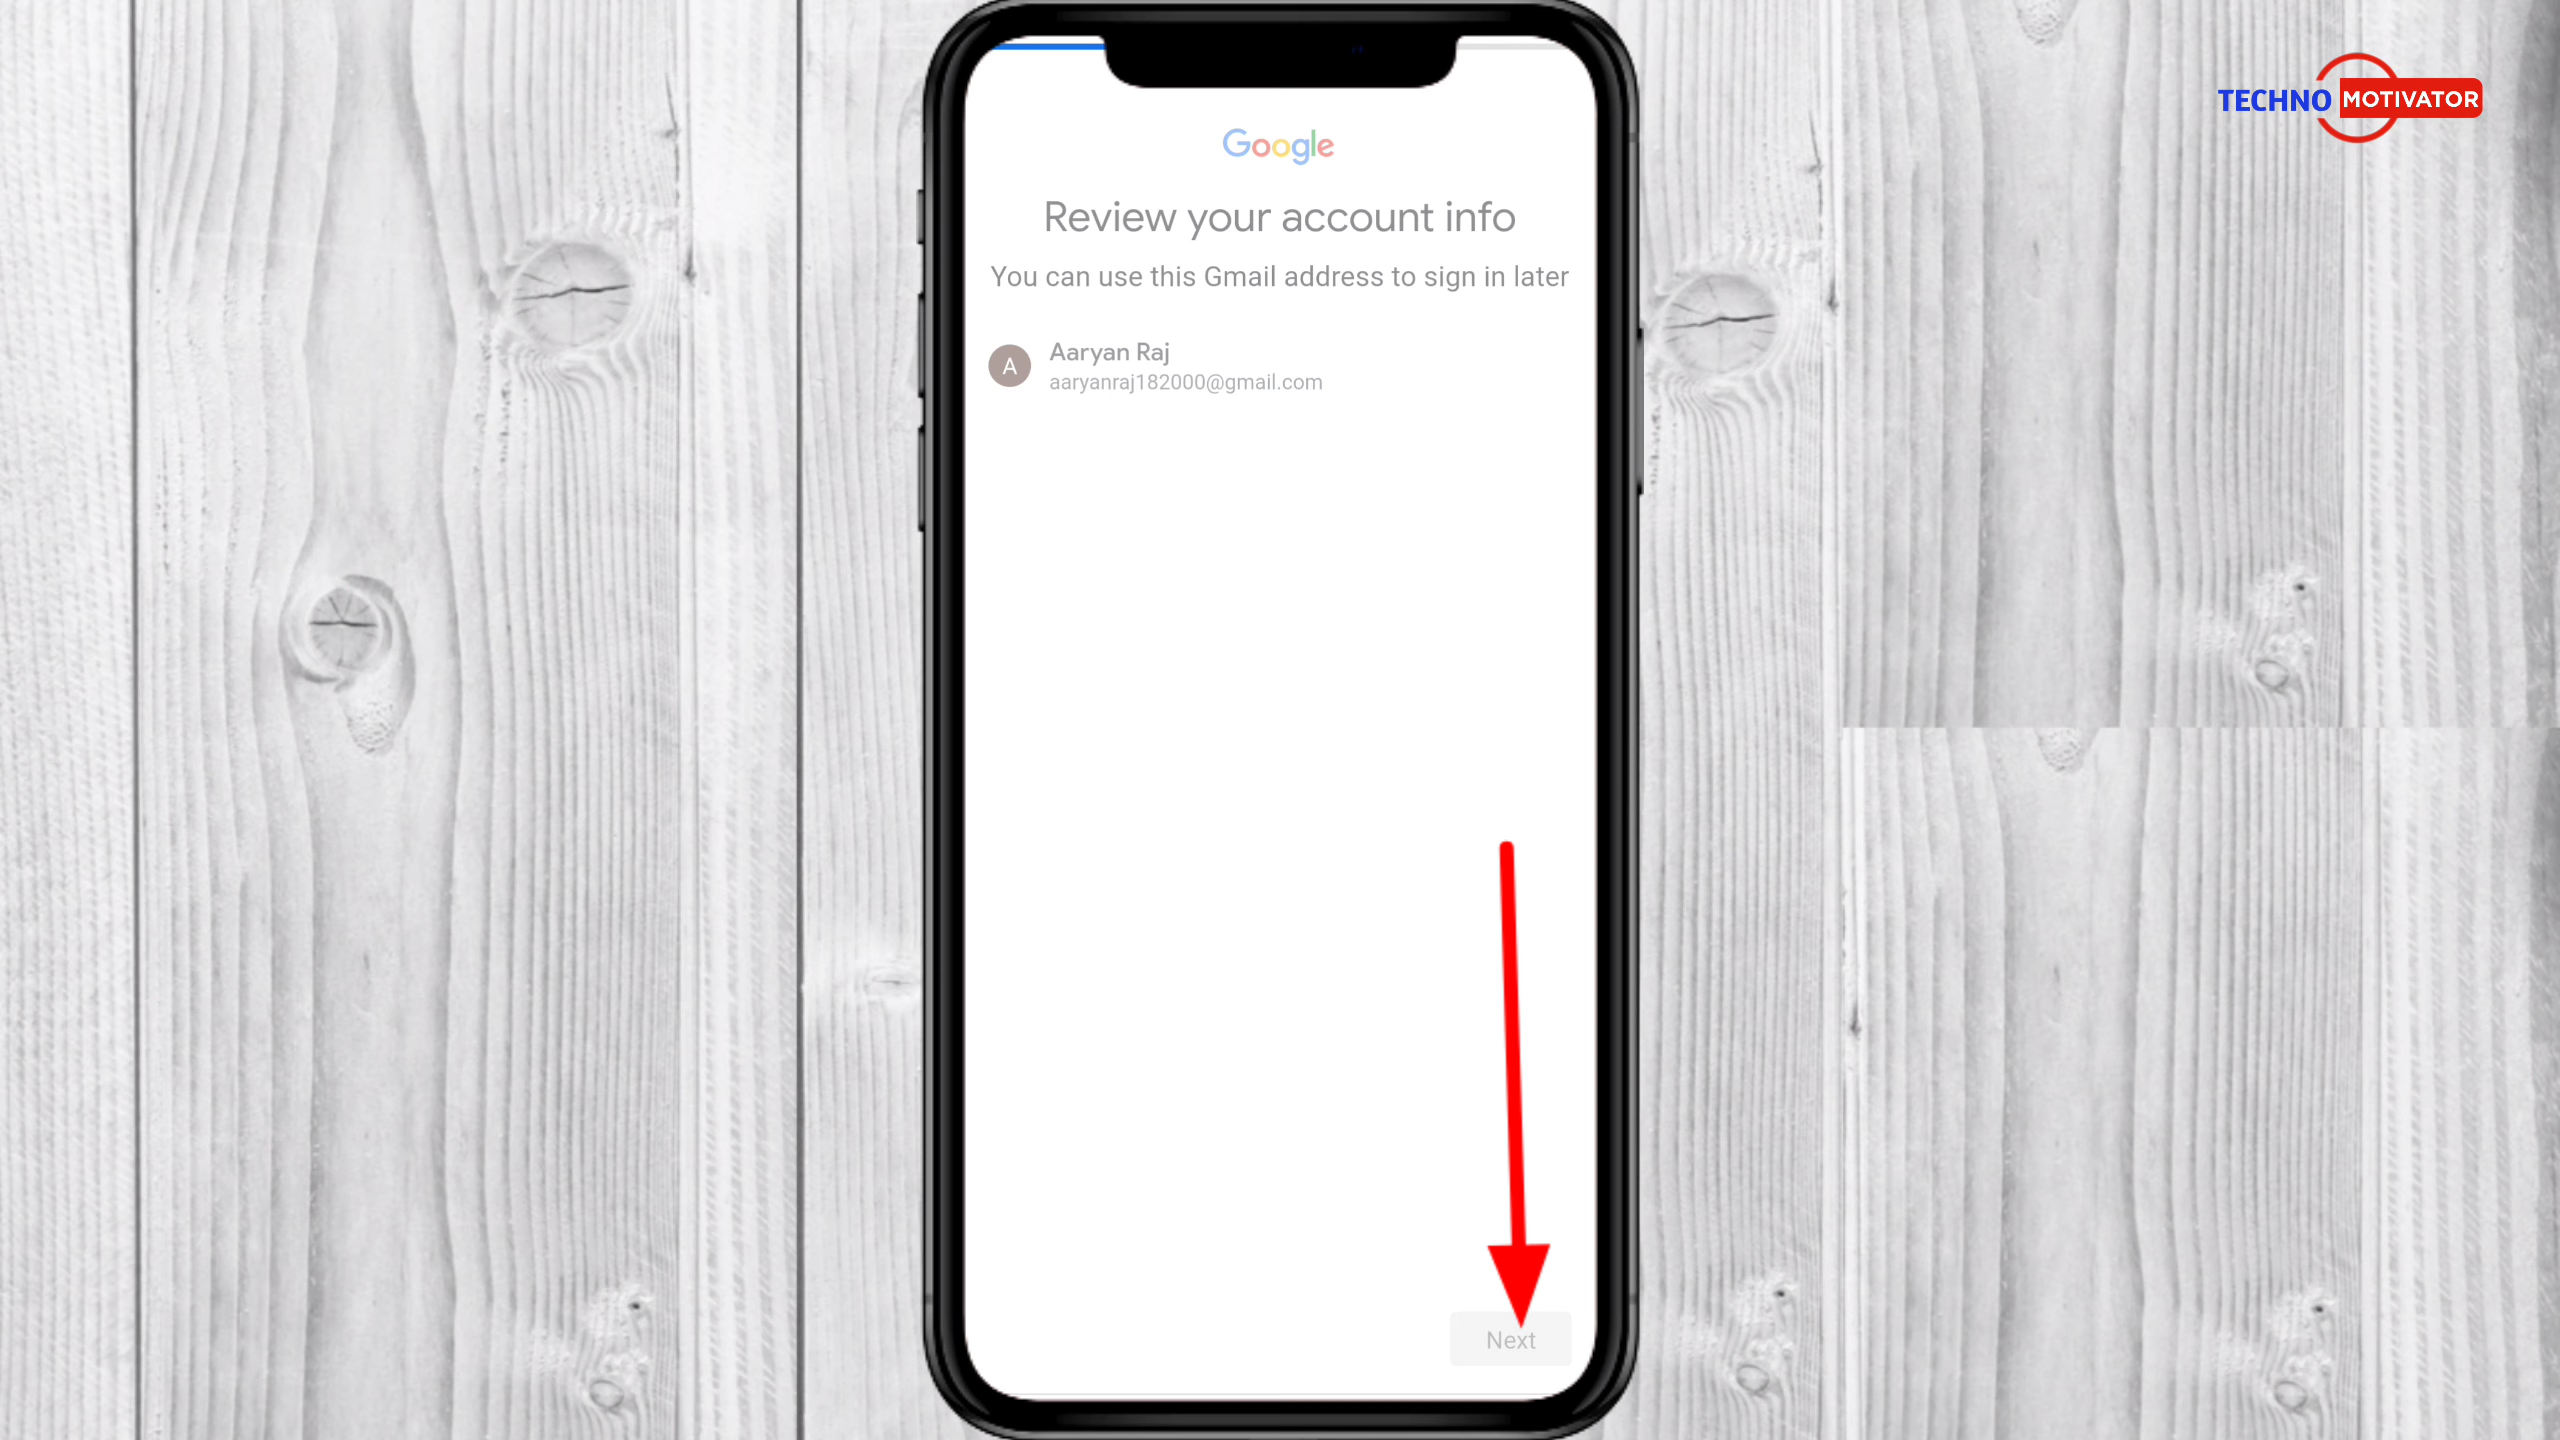 TECHNO MOTIVATOR
Google
Review your account info
You can use this Gmail address to sign in later
A
Aaryan Raj
aaryanraj182000@gmail.com
Next